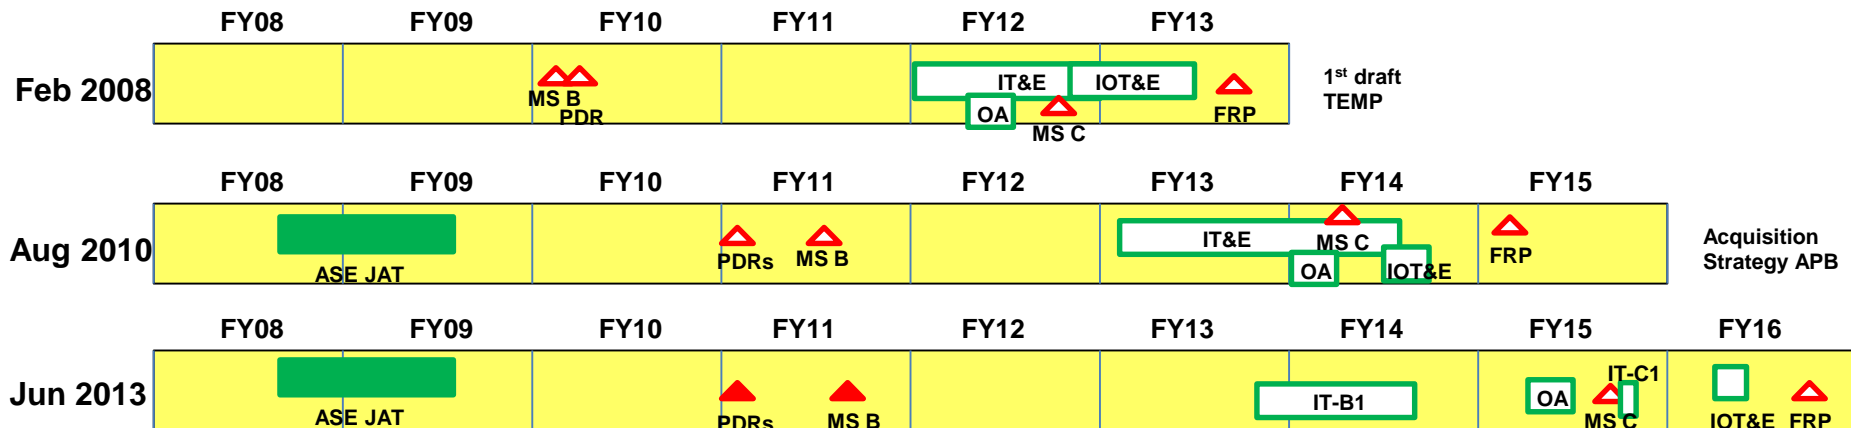 FY08 FY09 FY10 FY11 FY12 FY13
Feb 2008
MS B
PDR
IT&E
IOT&E
OA
MS C
FRP
1st draft
TEMP
FY08 FY09 FY10 FY11 FY12 FY13 FY14 FY15
Aug 2010
ASE JAT
PDRs
MS B
IT&E
MS C
OA
IOT&E
FRP
Acquisition
Strategy APB
FY08 FY09 FY10 FY11 FY12 FY13 FY14 FY15 FY16
Jun 2013
ASE JAT
PDRs
MS B
IT-B1
OA
MS C
IT-C1
IOT&E
FRP